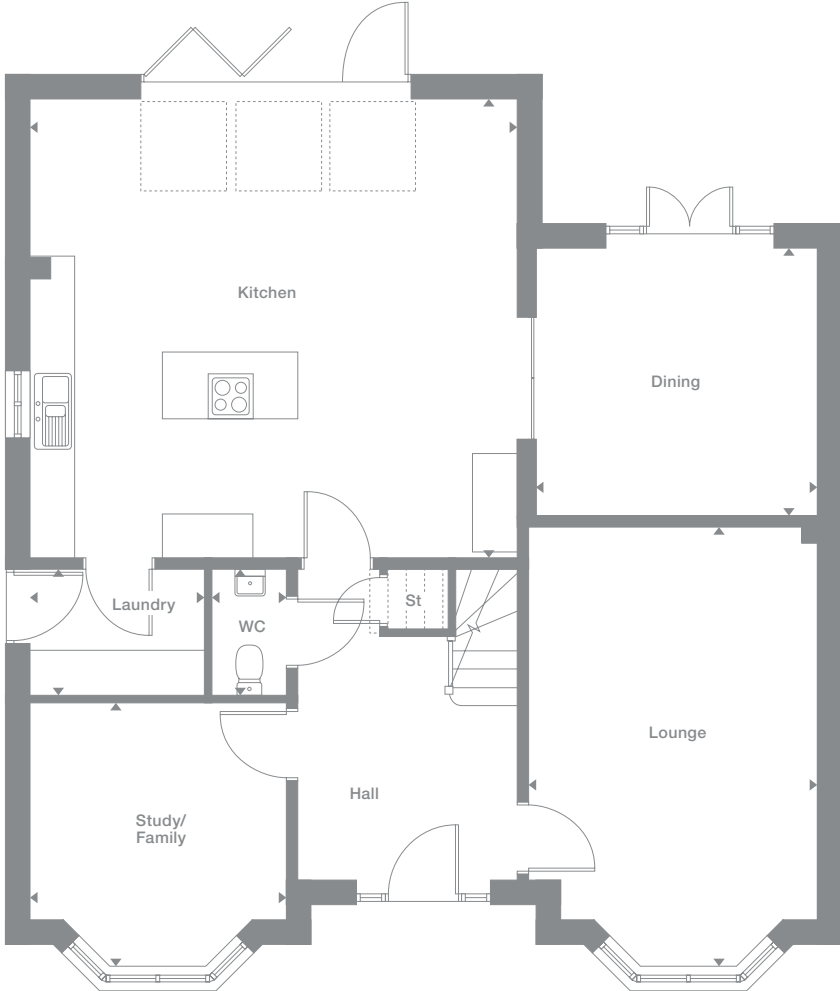 Kitchen
Dining
Laundry
WC
St
Lounge
Hall
Study/
Family